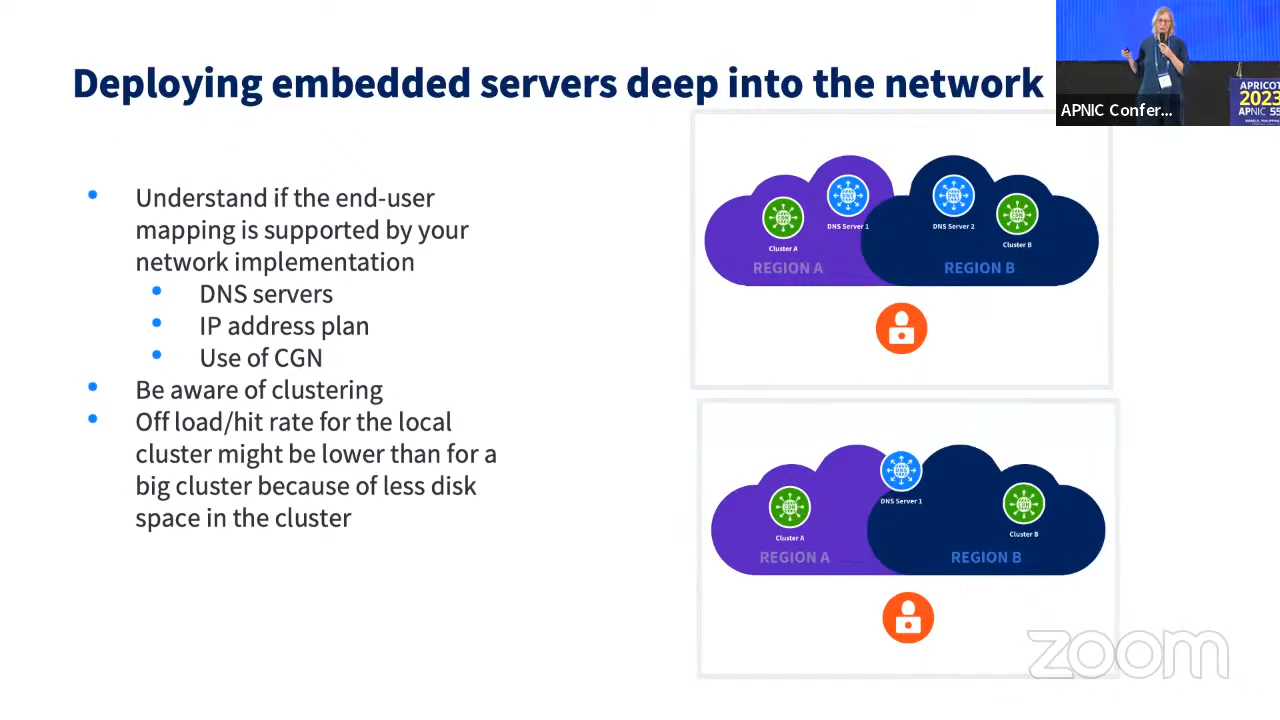 Deploying embedded servers deep into the network
APNIC Confer...
APRICOT
2023
APNIC 55
Understand if the end-user
mapping is supported by your
network implementation
DNS servers
IP address plan
Use of CGN
Be aware of clustering
Off load/hit rate for the local
cluster might be lower than for a
big cluster because of less disk
space in the cluster
Cluster A
DNS Server 1
DNS Server 2
Cluster B
REGION A
REGION B
DNS
DNS Server 1
Cluster A
Cluster B
REGION A
REGION B
zoom